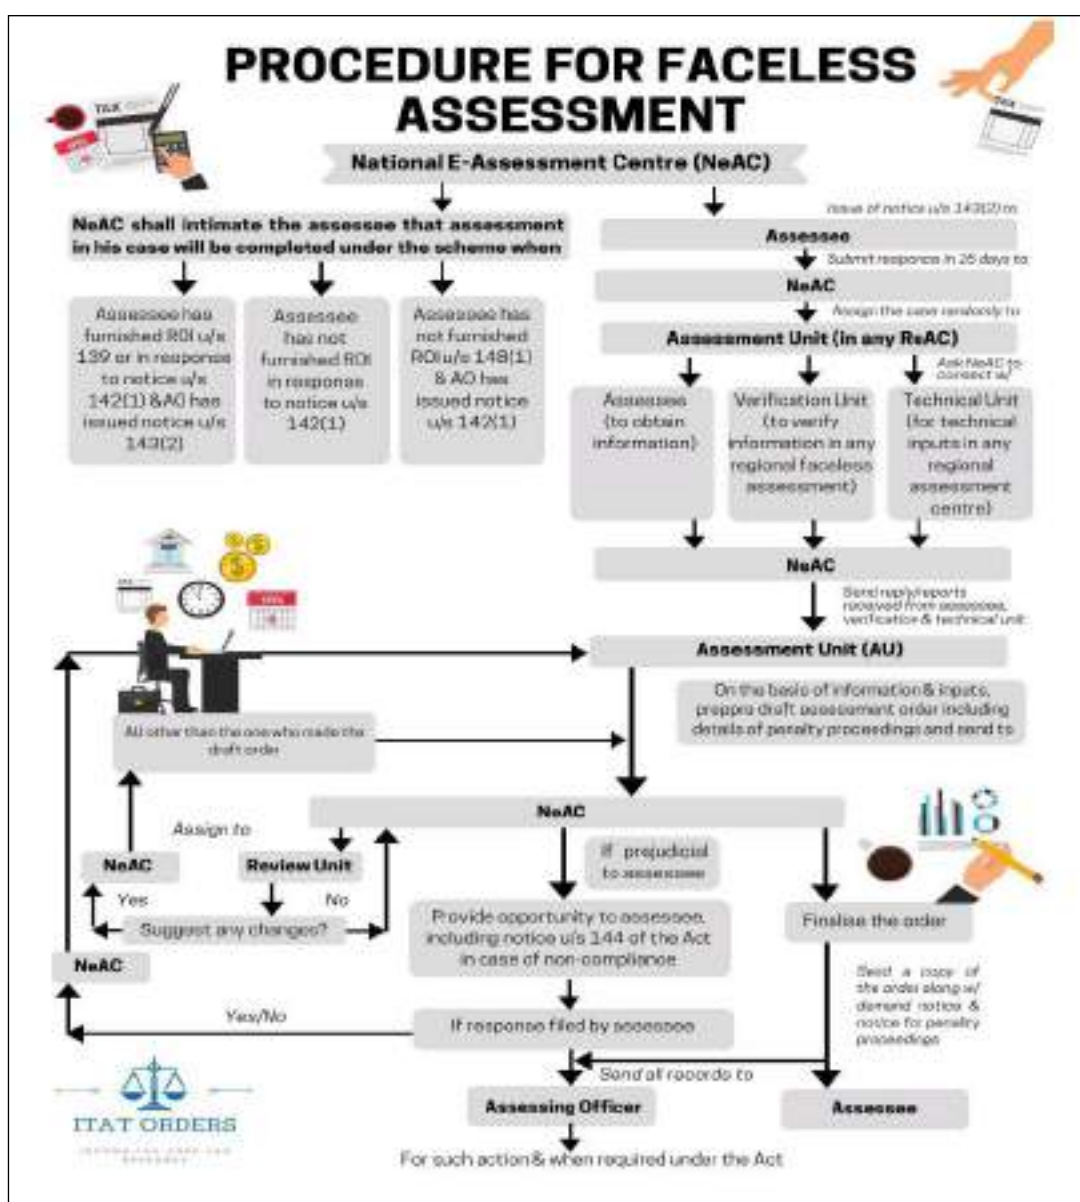 PROCEDURE FOR FACELESS
ASSESSMENT
National E-Assessment Centre (NeAC)
NeAC shall intimate the assessee that assessment
in his case will be completed under the scheme when
Assessee has
furnished ROI u/s
139 or in response
to notice u/s
142(1) & AO has
issued notice u/s
143(2)
Assessee
has not
furnished ROI
in response
to notice u/s
142(1)
Assessee has
not furnished
ROI u/s 148(1)
& AO has
issued notice
u/s 142(1)
Issue of notice u/s 143(2) to
Assessee
Submit response in 15 days to
NeAC
Assign the case randomly to
Assessment Unit (in any ReAC)
Ask NeAC to
connect w/
Assessee
(to obtain
information)
Verification Unit
(to verify
information in any
regional faceless
assessment)
Technical Unit
(for technical
inputs in any
regional
assessment
centre)
NeAC
Send reply/reports
received from assessee,
verification & technical unit
Assessment Unit (AU)
On the basis of information & inputs,
preppre draft assessment order including
details of penalty proceedings and send to
AU other than the one who made the
draft order
NeAC
Assign to
NeAC
Review Unit
Yes
No
Suggest any changes?
NeAC
If prejudicial
to assessee
Provide opportunity to assessee,
including notice u/s 144 of the Act
in case of non-compliance
Finalise the order
Send a copy of
the order along w/
demand notice &
notice for penalty
proceedings
Yes/No
If response filed by assessee
Send all records to
Assessing Officer
Assessee
For such action & when required under the Act
ITAT ORDERS
TAX
TAX